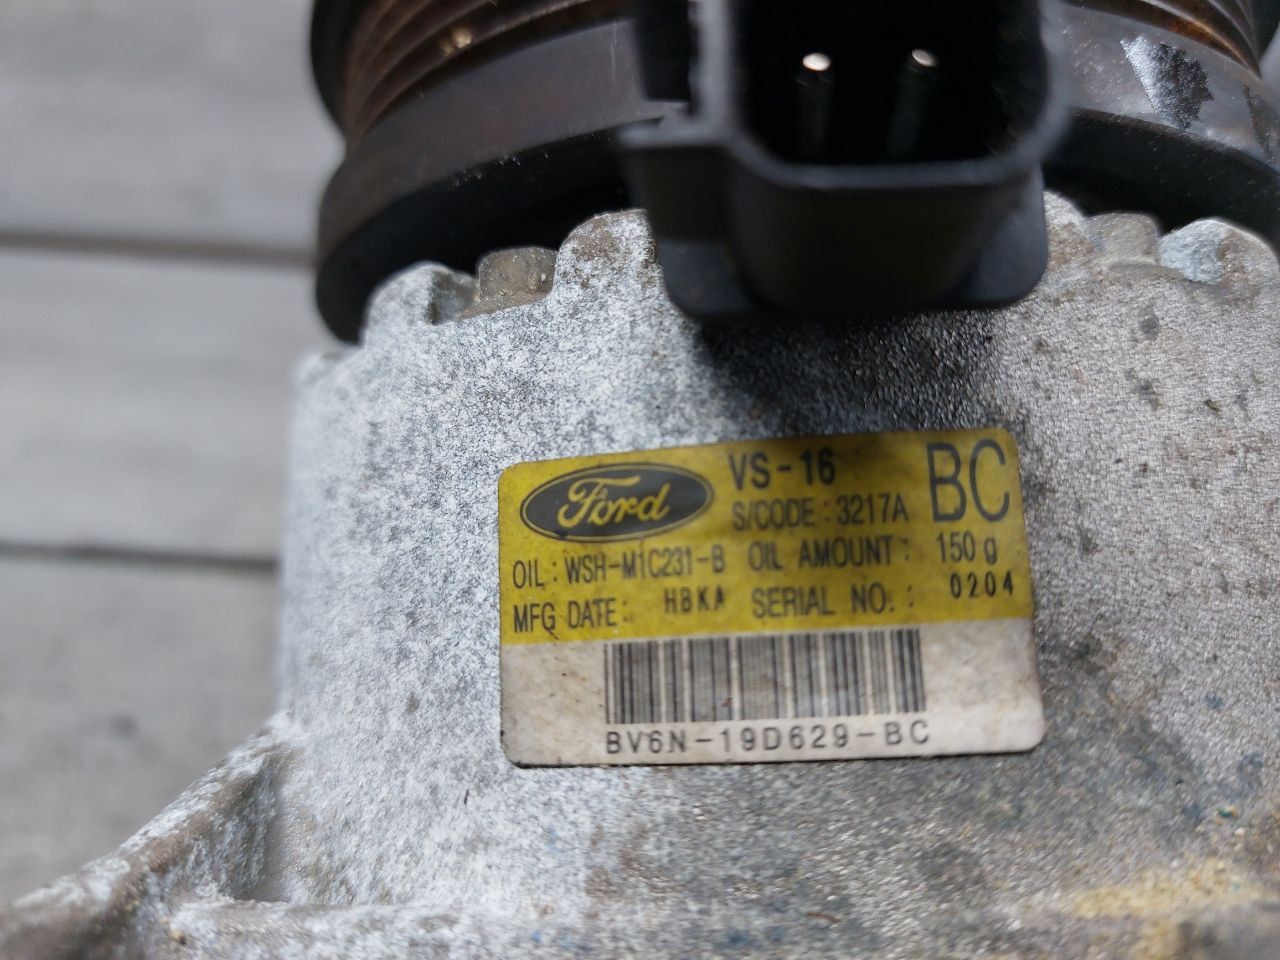 Ford VS-16 BC
S/CODE : 3217A
OIL : WSH-M1C231-B OIL AMOUNT : 150 g
MFG DATE : HBKA SERIAL NO. : 0204
BV6N-19D629-BC